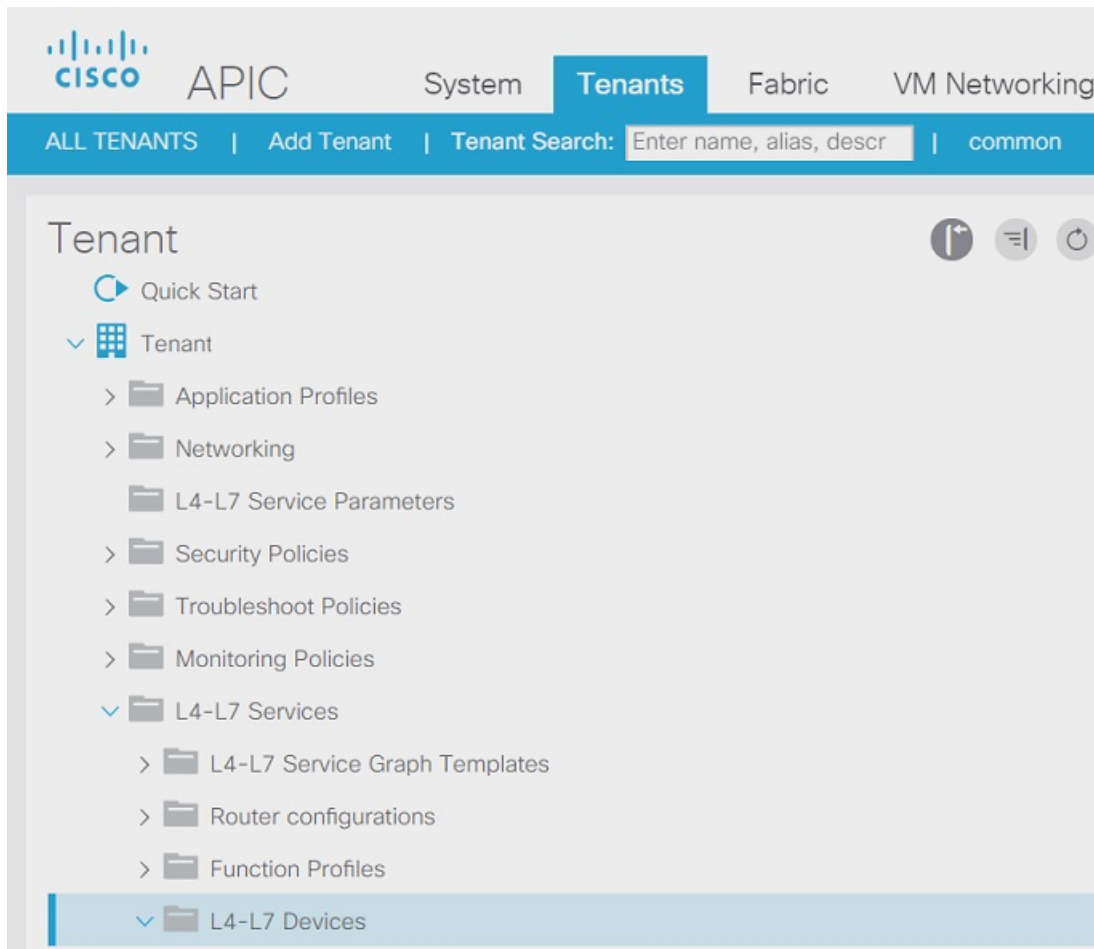 CISCO APIC System Tenants Fabric VM Networking
ALL TENANTS | Add Tenant | Tenant Search: Enter name, alias, descr | common
Tenant
Quick Start
Tenant
Application Profiles
Networking
L4-L7 Service Parameters
Security Policies
Troubleshoot Policies
Monitoring Policies
L4-L7 Services
L4-L7 Service Graph Templates
Router configurations
Function Profiles
L4-L7 Devices